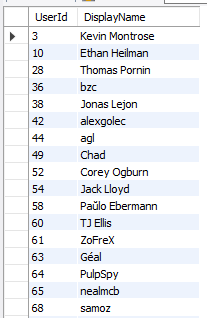 UserId DisplayName
3 Kevin Montrose
10 Ethan Heilman
28 Thomas Pornin
36 bzc
38 Jonas Lejon
42 alexgolec
44 agl
49 Chad
52 Corey Ogburn
54 Jack Lloyd
58 Paŭlo Ebermann
60 TJ Ellis
61 ZoFreX
63 Géal
64 PulpSpy
65 nealmcb
68 samoz